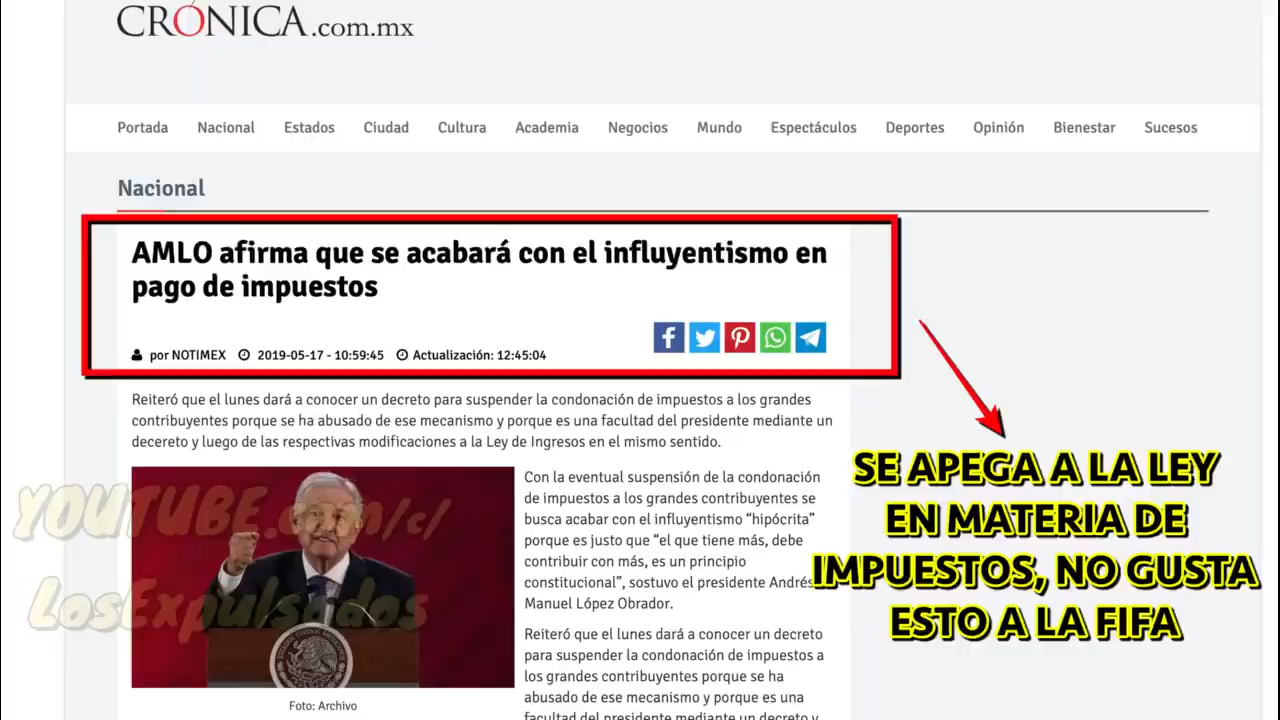 CRÓNICA.com.mx
Portada Nacional Estados Ciudad Cultura Academia Negocios Mundo Espectáculos Deportes Opinión Bienestar Sucesos
Nacional
AMLO afirma que se acabará con el influyentismo en
pago de impuestos
por NOTIMEX 2019-05-17 - 10:59:45 Actualización: 12:45:04
Reiteró que el lunes dará a conocer un decreto para suspender la condonación de impuestos a los grandes
contribuyentes porque se ha abusado de ese mecanismo y porque es una facultad del presidente mediante un
decereto y luego de las respectivas modificaciones a la Ley de Ingresos en el mismo sentido.
Con la eventual suspensión de la condonación
de impuestos a los grandes contribuyentes se
busca acabar con el influyentismo “hipócrita”
porque es justo que “el que tiene más, debe
contribuir con más, es un principio
constitucional”, sostuvo el presidente Andrés
Manuel López Obrador.
Reiteró que el lunes dará a conocer un decreto
para suspender la condonación de impuestos a
los grandes contribuyentes porque se ha
abusado de ese mecanismo y porque es una
facultad del presidente mediante un decreto y
Foto: Archivo
SE APEGA A LA LEY
EN MATERIA DE
IMPUESTOS, NO GUSTA
ESTO A LA FIFA
YOUTUBE.com/c/
LosExpulsados